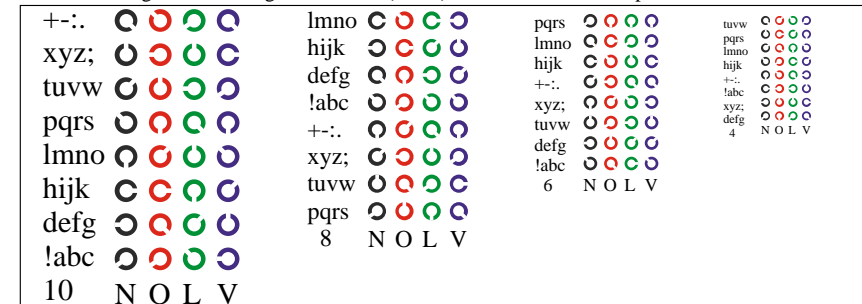 +-:.
xyz;
tuvw
pqrs
lmno
hijk
defg
!abc
10 N O L V
lmno
hijk
defg
!abc
+-:.
xyz;
tuvw
pqrs
8 N O L V
pqrs
lmno
hijk
+-:.
xyz;
tuvw
defg
!abc
6 N O L V
tuvw
pqrs
lmno
hijk
+-:.
!abc
xyz;
defg
4 N O L V